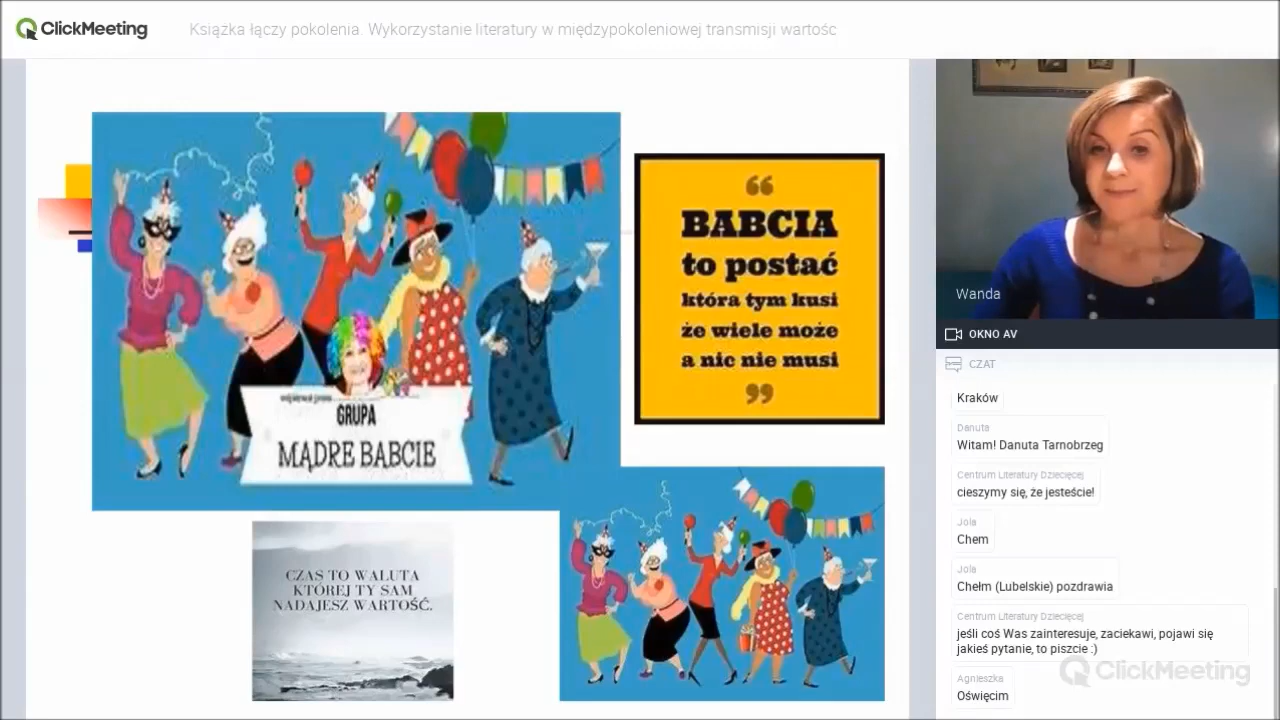 ClickMeeting
Książka łączy pokolenia. Wykorzystanie literatury w międzypokoleniowej transmisji wartośc
GRUPA
MĄDRE BABCIE
“
BABCIA
to postać
która tym kusi
że wiele może
a nic nie musi
”
CZAS TO WALUTA
KTÓREJ TY SAM
NADAJESZ WARTOŚĆ.
Wanda
OKNO AV
CZAT
Kraków
Danuta
Witam! Danuta Tarnobrzeg
Centrum Literatury Dziecięcej
cieszymy się, że jesteście!
Jola
Chem
Jola
Chełm (Lubelskie) pozdrawia
Centrum Literatury Dziecięcej
jeśli coś Was zainteresuje, zaciekawi, pojawi się
jakieś pytanie, to piszcie :)
ClickMeeting
Agnieszka
Oświęcim